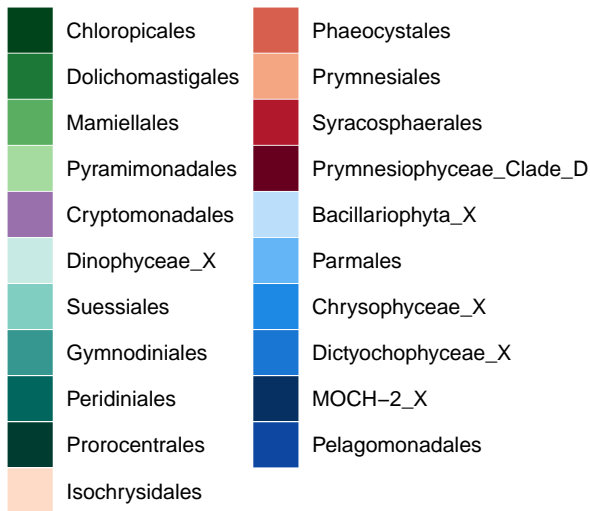 Chloropicales
Dolichomastigales
Mamiellales
Pyramimonadales
Cryptomonadales
Dinophyceae_X
Suessiales
Gymnodiniales
Peridiniales
Prorocentrales
Isochrysidales
Phaeocystales
Prymnesiales
Syracosphaerales
Prymnesiophyceae_Clade_D
Bacillariophyta_X
Parmales
Chrysophyceae_X
Dictyochophyceae_X
MOCH−2_X
Pelagomonadales